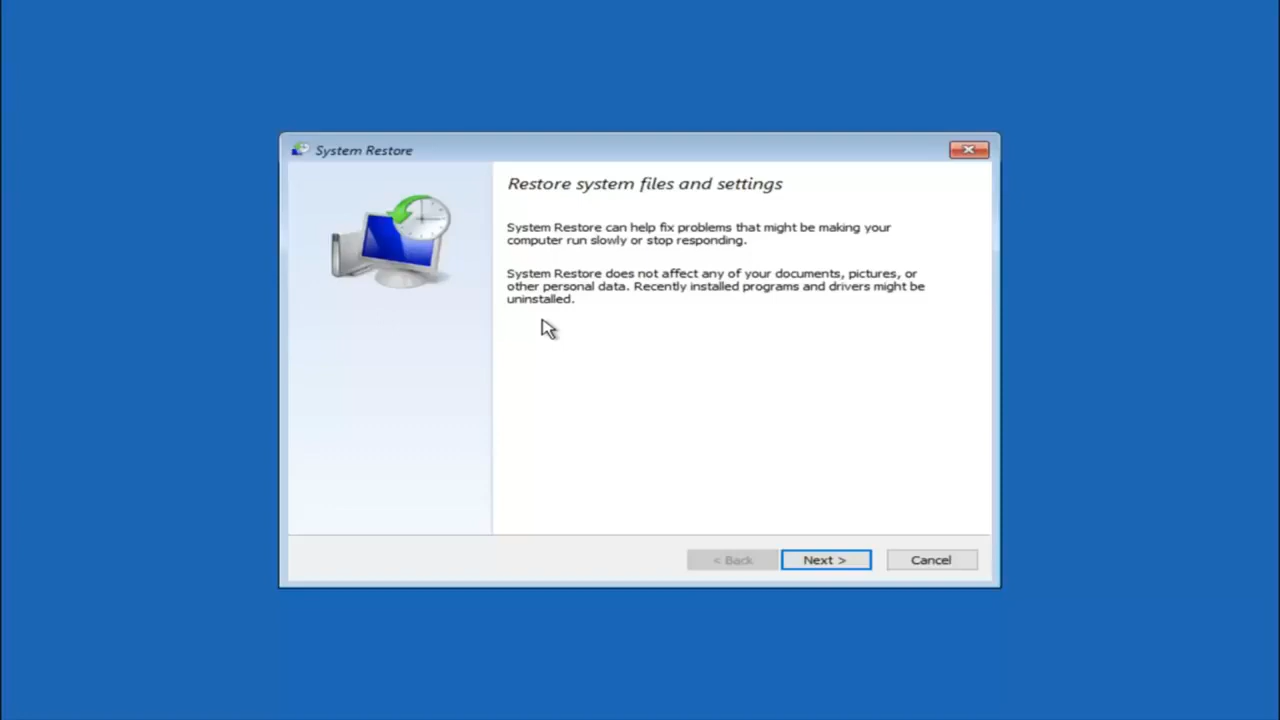 System Restore
Restore system files and settings
System Restore can help fix problems that might be making your
computer run slowly or stop responding.
System Restore does not affect any of your documents, pictures, or
other personal data. Recently installed programs and drivers might be
uninstalled.
< Back Next > Cancel